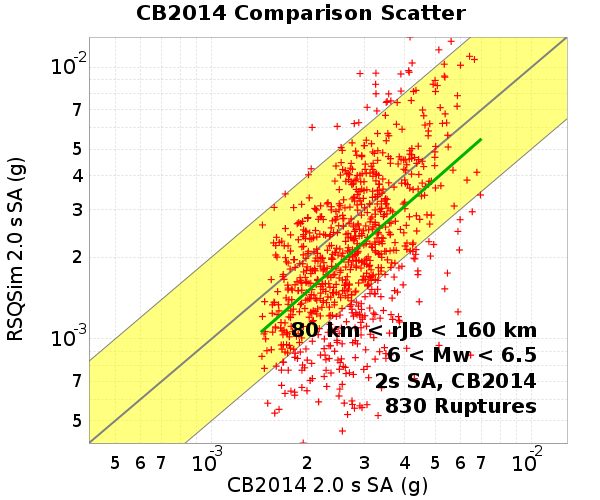 CB2014 Comparison Scatter
RSQSim 2.0 s SA (g)
10-2
7
5
4
3
2
10-3
7
5
80 km < rJB < 160 km
6 < Mw < 6.5
2s SA, CB2014
830 Ruptures
5 6 7 10-3 2 3 4 5 6 7 10-2
CB2014 2.0 s SA (g)